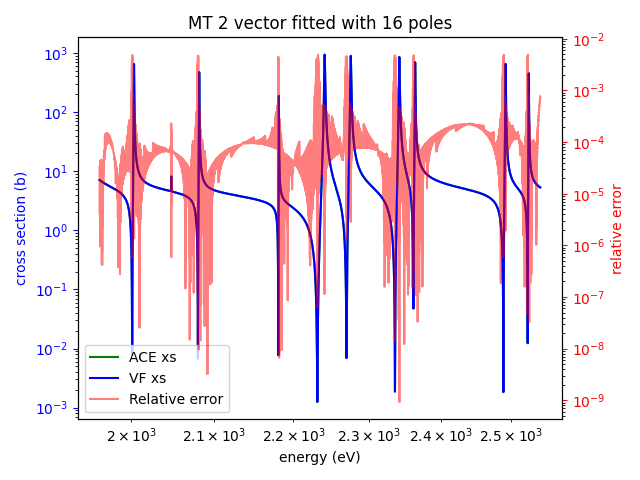 MT 2 vector fitted with 16 poles
10³
10²
10¹
10⁰
10⁻¹
10⁻²
10⁻³
cross section (b)
10⁻²
10⁻³
10⁻⁴
10⁻⁵
10⁻⁶
10⁻⁷
10⁻⁸
10⁻⁹
relative error
ACE xs
VF xs
Relative error
2 × 10³ 2.1 × 10³ 2.2 × 10³ 2.3 × 10³ 2.4 × 10³ 2.5 × 10³
energy (eV)